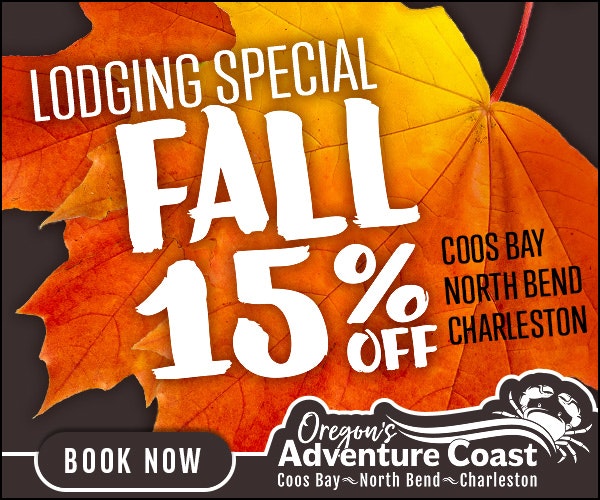 LODGING SPECIAL
FALL
15% OFF
COOS BAY
NORTH BEND
CHARLESTON
BOOK NOW
Oregon's
Adventure Coast
Coos Bay~North Bend~Charleston